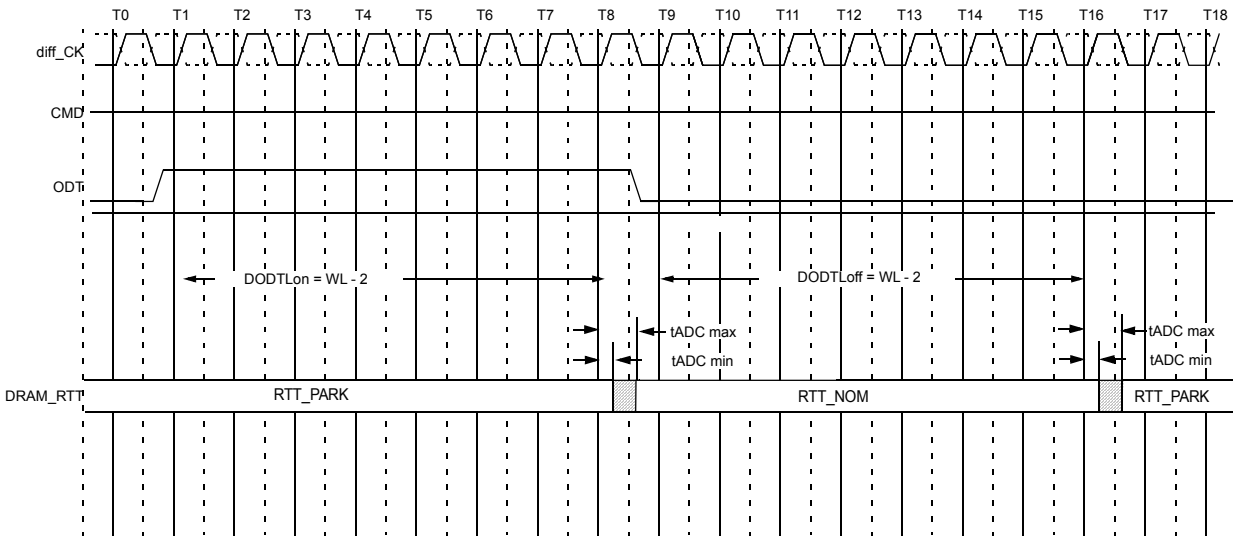 T0 T1 T2 T3 T4 T5 T6 T7 T8 T9 T10 T11 T12 T13 T14 T15 T16 T17 T18
diff_CK
CMD
ODT
DODTLon = WL - 2 DODTLoff = WL - 2
tADC max tADC max
tADC min tADC min
DRAM_RTT RTT_PARK RTT_NOM RTT_PARK